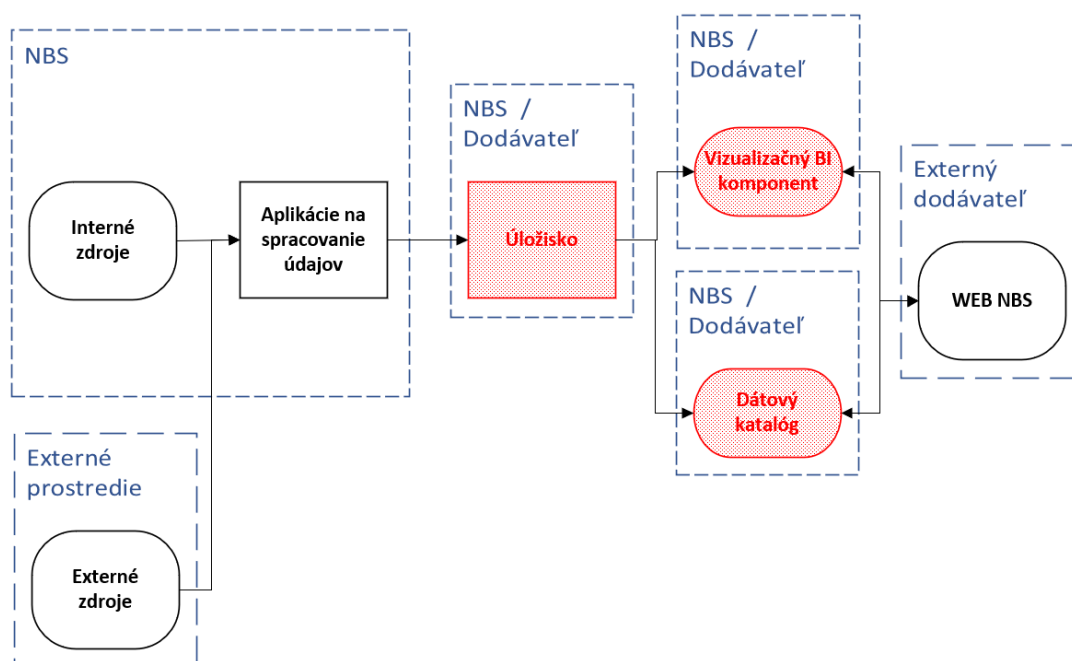 NBS
Interné
zdroje
Aplikácie na
spracovanie
údajov
NBS /
Dodávateľ
Úložisko
NBS /
Dodávateľ
Vizualizačný BI
komponent
NBS /
Dodávateľ
Dátový
katalóg
Externý
dodávateľ
WEB NBS
Externé
prostredie
Externé
zdroje